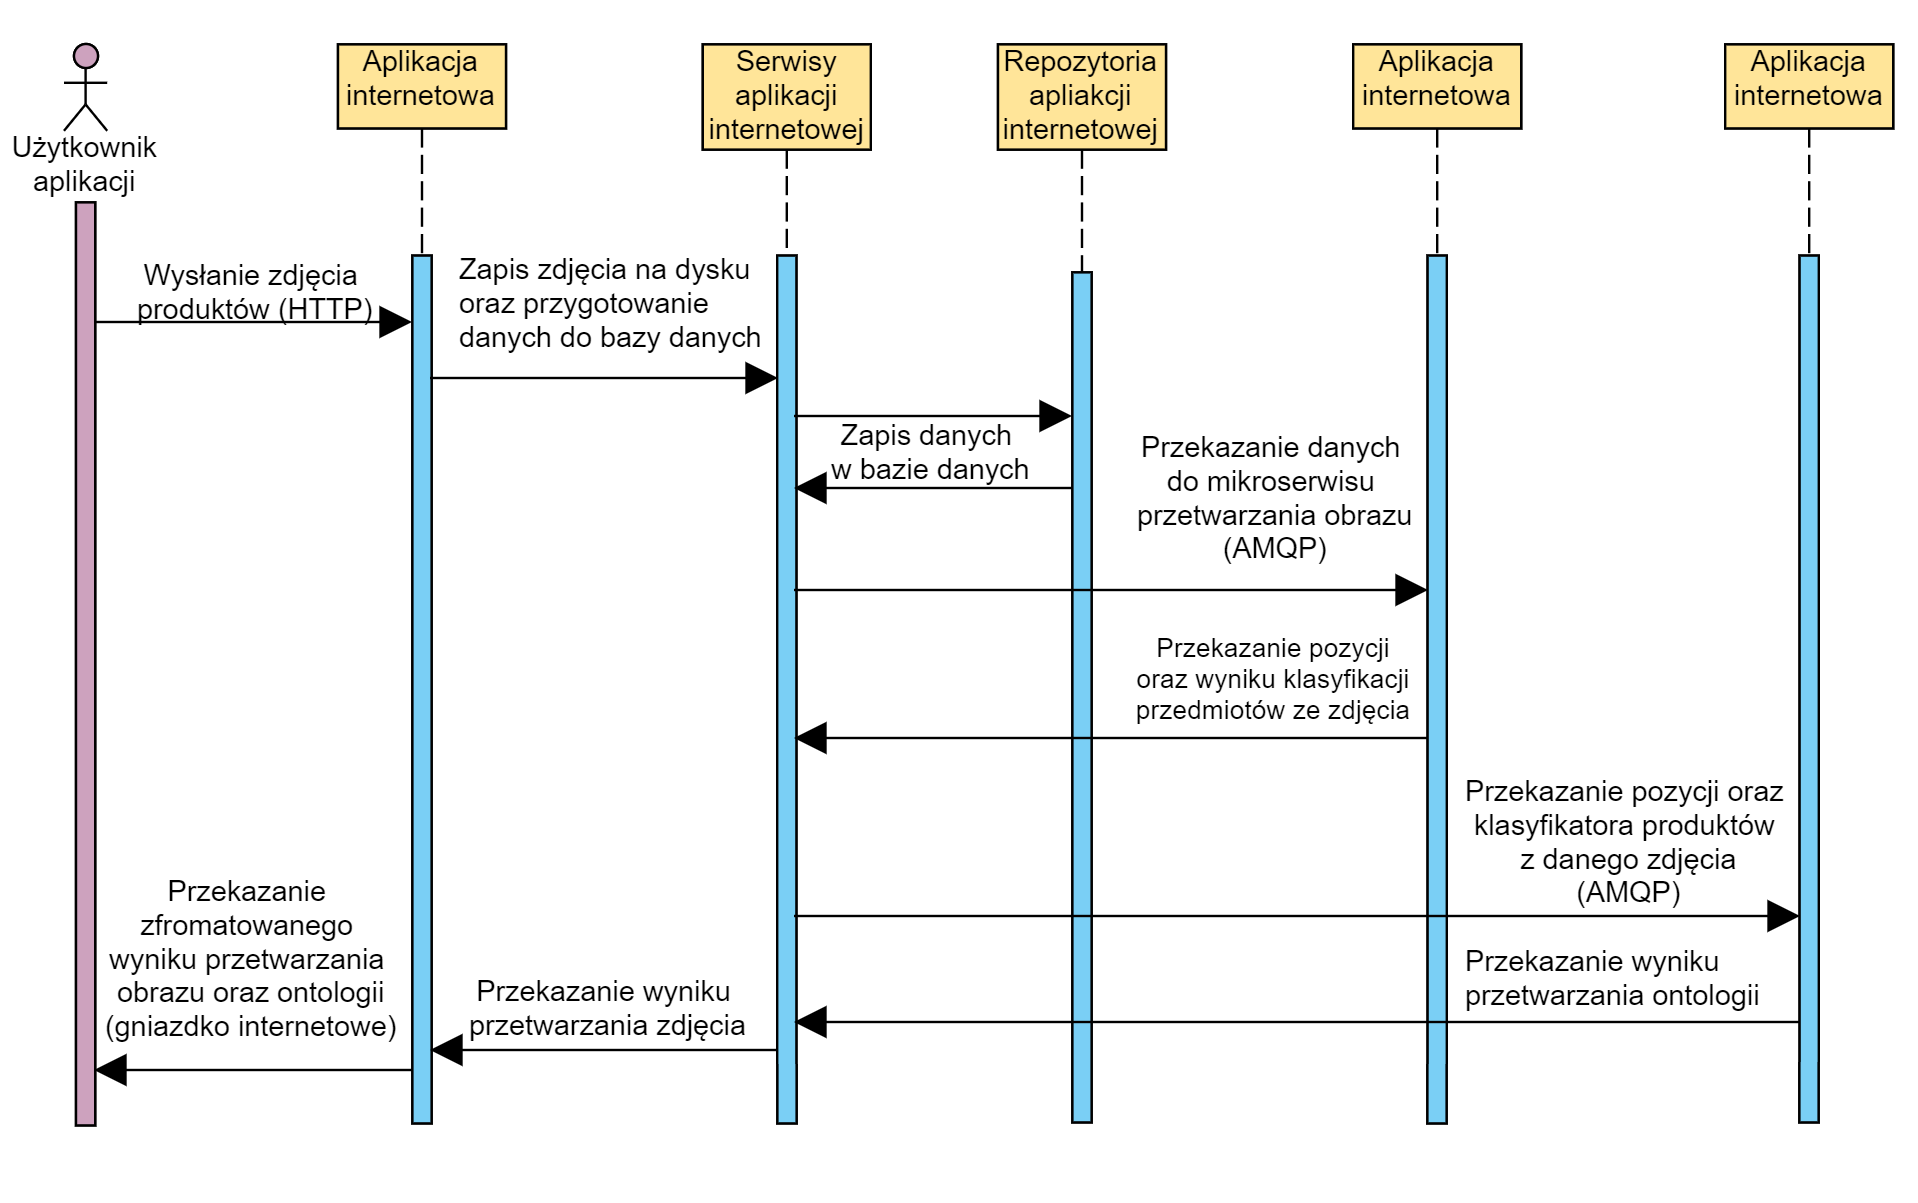 Użytkownik
aplikacji
Aplikacja
internetowa
Serwisy
aplikacji
internetowej
Repozytoria
apliakcji
internetowej
Aplikacja
internetowa
Aplikacja
internetowa
Wysłanie zdjęcia
produktów (HTTP)
Zapis zdjęcia na dysku
oraz przygotowanie
danych do bazy danych
Zapis danych
w bazie danych
Przekazanie danych
do mikroserwisu
przetwarzania obrazu
(AMQP)
Przekazanie pozycji
oraz wyniku klasyfikacji
przedmiotów ze zdjęcia
Przekazanie pozycji oraz
klasyfikatora produktów
z danego zdjęcia
(AMQP)
Przekazanie wyniku
przetwarzania ontologii
Przekazanie wyniku
przetwarzania zdjęcia
Przekazanie
zfromatowanego
wyniku przetwarzania
obrazu oraz ontologii
(gniazdko internetowe)